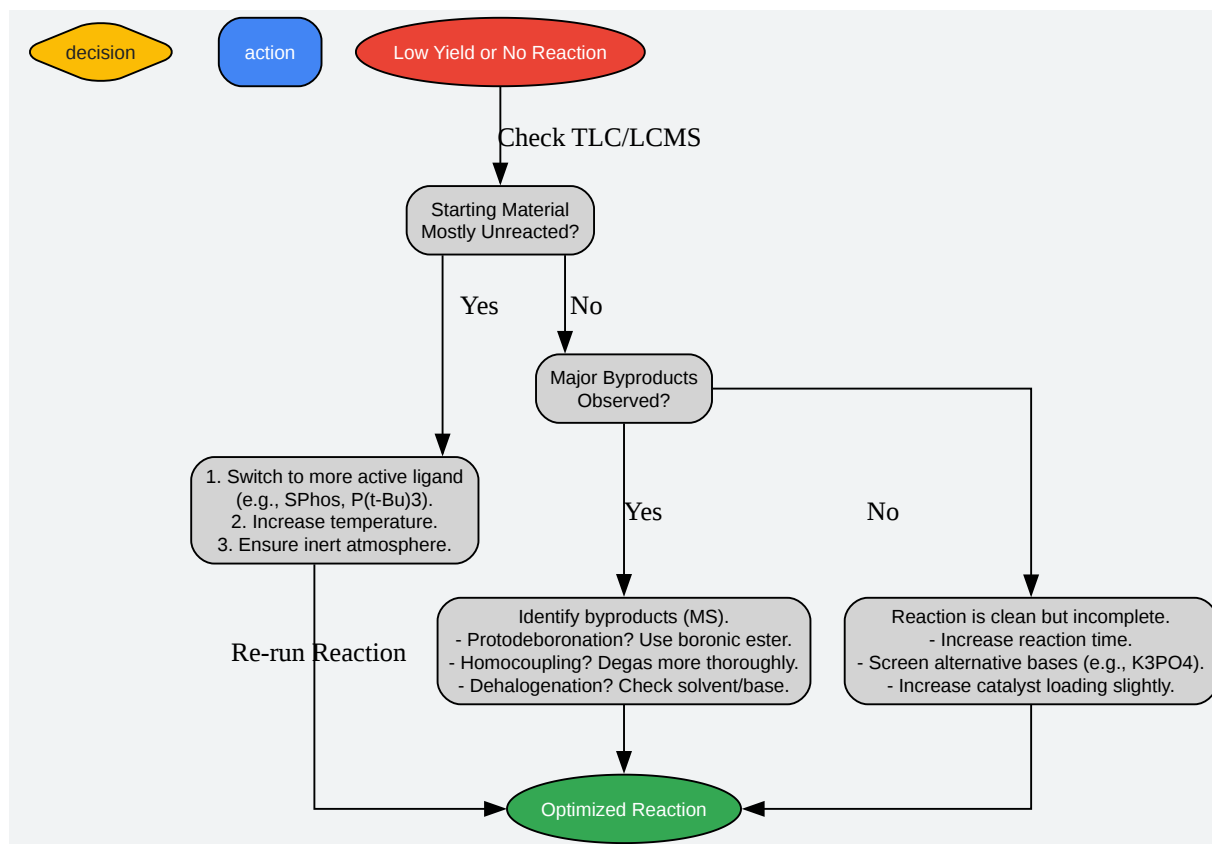 decision
action
Low Yield or No Reaction
Check TLC/LCMS
Starting Material
Mostly Unreacted?
Yes
No
Major Byproducts
Observed?
1. Switch to more active ligand
(e.g., SPhos, P(t-Bu)3).
2. Increase temperature.
3. Ensure inert atmosphere.
Yes
No
Re-run Reaction
Identify byproducts (MS).
- Protodeboronation? Use boronic ester.
- Homocoupling? Degas more thoroughly.
- Dehalogenation? Check solvent/base.
Reaction is clean but incomplete.
- Increase reaction time.
- Screen alternative bases (e.g., K3PO4).
- Increase catalyst loading slightly.
Optimized Reaction